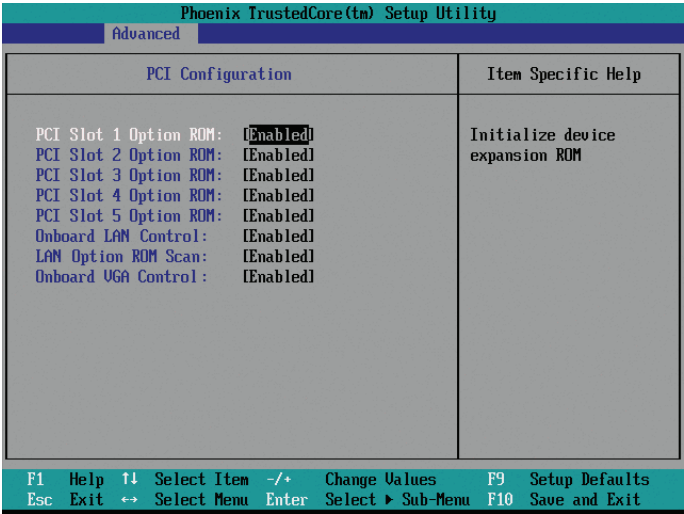 Phoenix TrustedCore(tm) Setup Utility
Advanced
PCI Configuration
Item Specific Help
PCI Slot 1 Option ROM: [Enabled]
PCI Slot 2 Option ROM: [Enabled]
PCI Slot 3 Option ROM: [Enabled]
PCI Slot 4 Option ROM: [Enabled]
PCI Slot 5 Option ROM: [Enabled]
Onboard LAN Control: [Enabled]
LAN Option ROM Scan: [Enabled]
Onboard VGA Control: [Enabled]
Initialize device
expansion ROM
F1 Help ↑↓ Select Item -/+ Change Values F9 Setup Defaults
Esc Exit ↔ Select Menu Enter Select ▶ Sub-Menu F10 Save and Exit